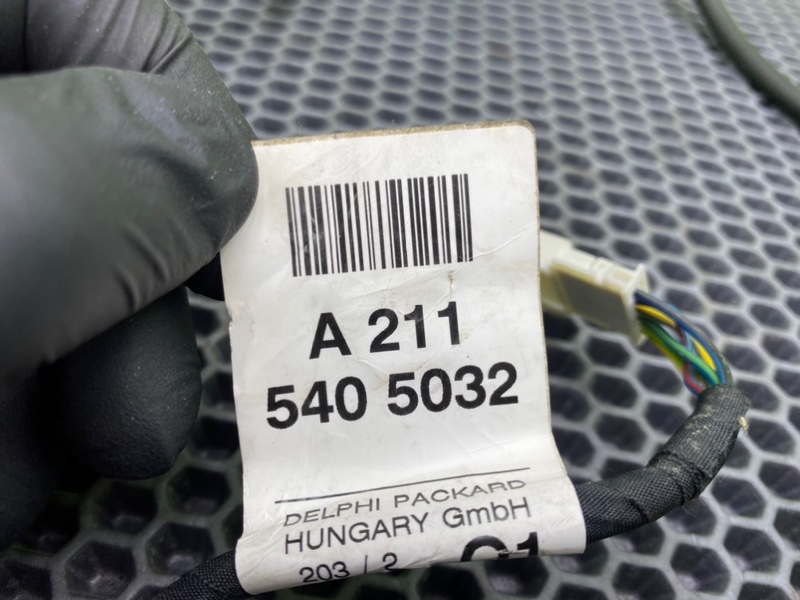 A 211
540 5032
DELPHI PACKARD
HUNGARY GmbH
203 / 2